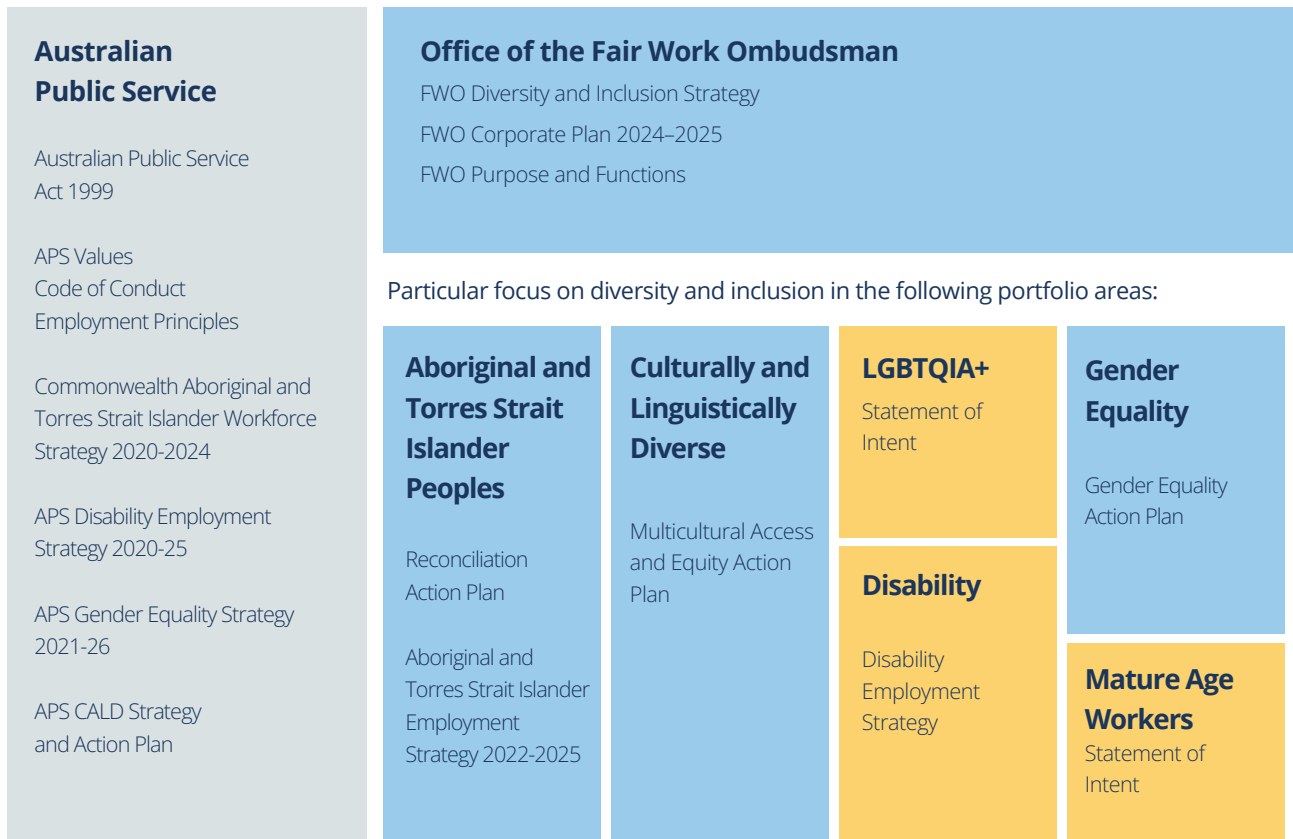 Australian
Public Service
Australian Public Service
Act 1999
APS Values
Code of Conduct
Employment Principles
Commonwealth Aboriginal and
Torres Strait Islander Workforce
Strategy 2020-2024
APS Disability Employment
Strategy 2020-25
APS Gender Equality Strategy
2021-26
APS CALD Strategy
and Action Plan
Office of the Fair Work Ombudsman
FWO Diversity and Inclusion Strategy
FWO Corporate Plan 2024–2025
FWO Purpose and Functions
Particular focus on diversity and inclusion in the following portfolio areas:
Aboriginal and
Torres Strait
Islander
Peoples
Reconciliation
Action Plan
Aboriginal and
Torres Strait Islander
Employment
Strategy 2022-2025
Culturally and
Linguistically
Diverse
Multicultural Access
and Equity Action
Plan
LGBTQIA+
Statement of
Intent
Disability
Disability
Employment
Strategy
Gender
Equality
Gender Equality
Action Plan
Mature Age
Workers
Statement of
Intent